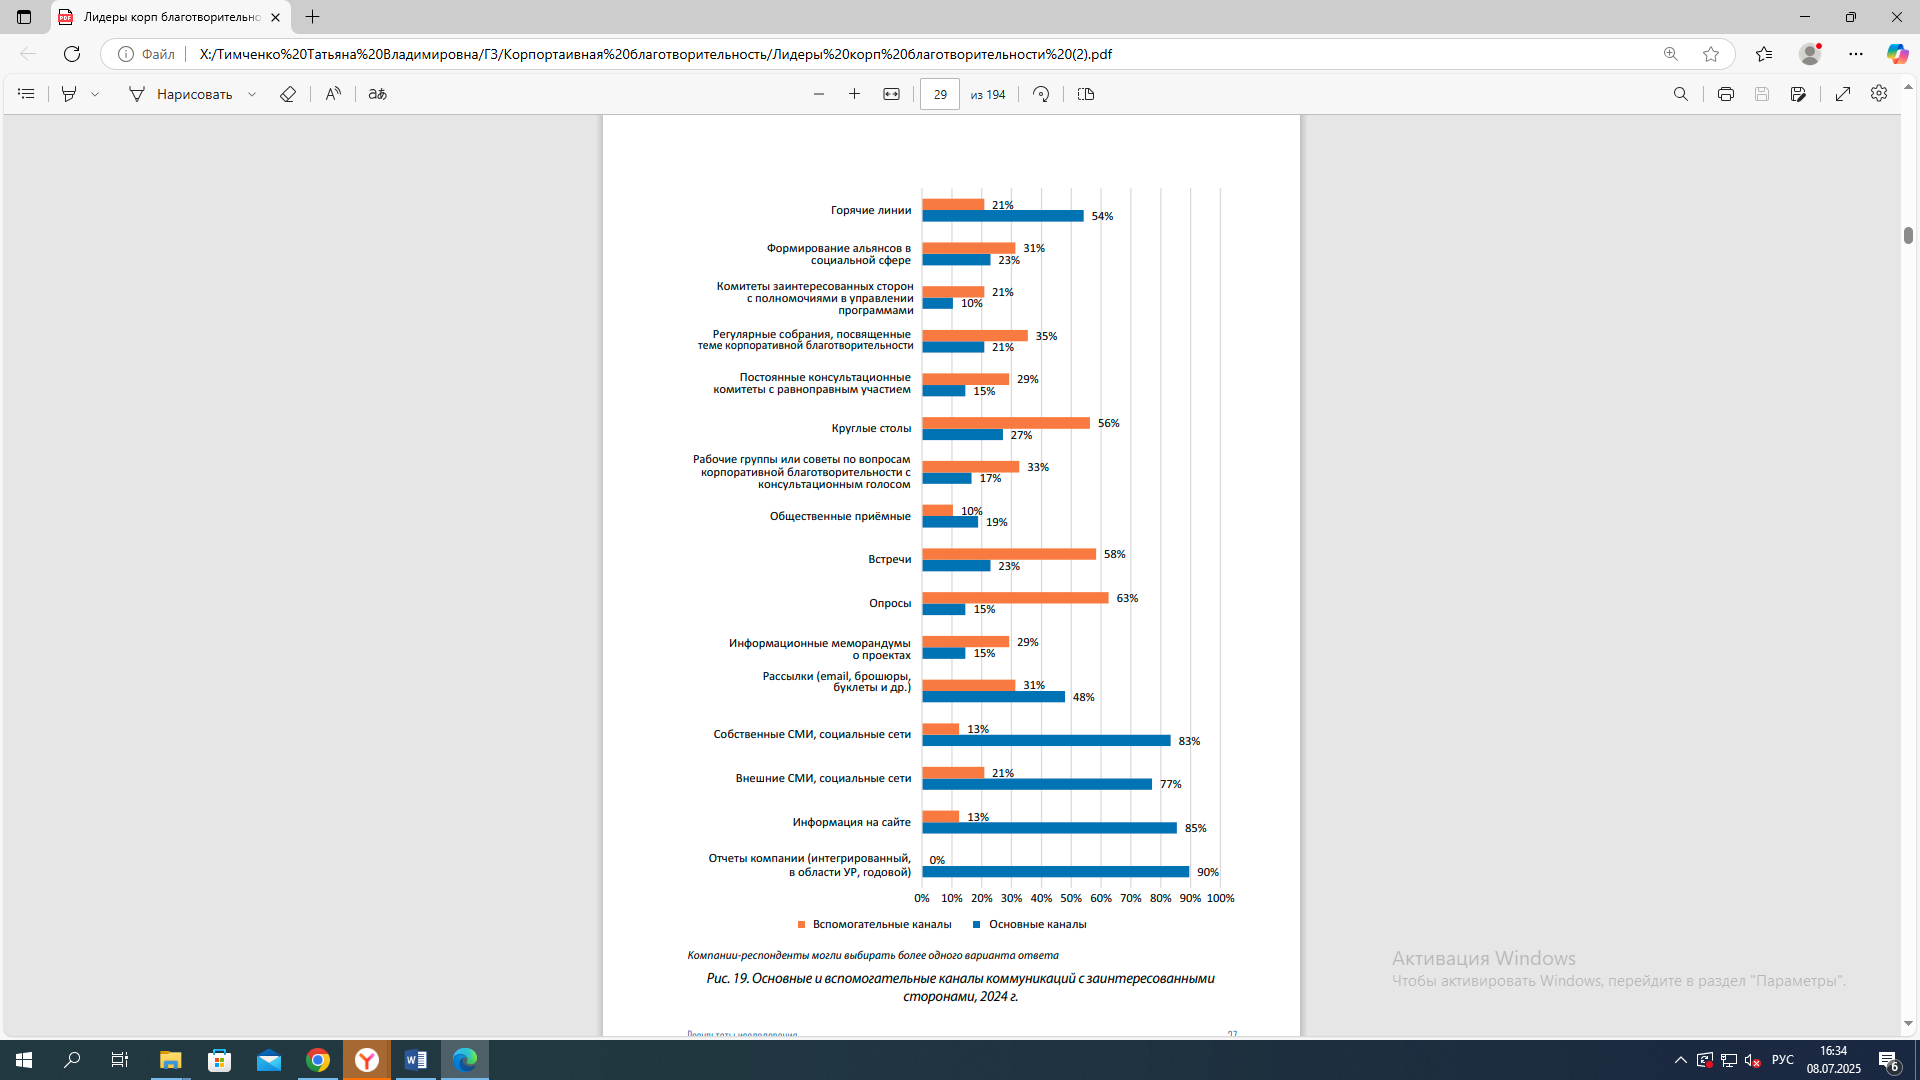 Лидеры корп благотворительно
Файл
X:/Тимченко%20Татьяна%20Владимировна/ГЗ/Корпортаивная%20благотворительность/Лидеры%20корп%20благотворительности%20(2).pdf
Нарисовать
29
из 194
аあ
Горячие линии
21%
54%
Формирование альянсов в
социальной сфере
31%
23%
Комитеты заинтересованных сторон
с полномочиями в управлении
программами
21%
10%
Регулярные собрания, посвященные
теме корпоративной благотворительности
35%
21%
Постоянные консультационные
комитеты с равноправным участием
29%
15%
Круглые столы
56%
27%
Рабочие группы или советы по вопросам
корпоративной благотворительности с
консультационным голосом
33%
17%
Общественные приёмные
10%
19%
Встречи
58%
23%
Опросы
63%
15%
Информационные меморандумы
о проектах
29%
15%
Рассылки (email, брошюры,
буклеты и др.)
31%
48%
Собственные СМИ, социальные сети
13%
83%
Внешние СМИ, социальные сети
21%
77%
Информация на сайте
13%
85%
Отчеты компании (интегрированный,
в области УР, годовой)
0%
90%
0% 10% 20% 30% 40% 50% 60% 70% 80% 90% 100%
Вспомогательные каналы Основные каналы
Компании-респонденты могли выбирать более одного варианта ответа
Рис. 19. Основные и вспомогательные каналы коммуникаций с заинтересованными
сторонами, 2024 г.
Результаты исследования 27
Активация Windows
Чтобы активировать Windows, перейдите в раздел "Параметры".
РУС
16:34
08.07.2025
6